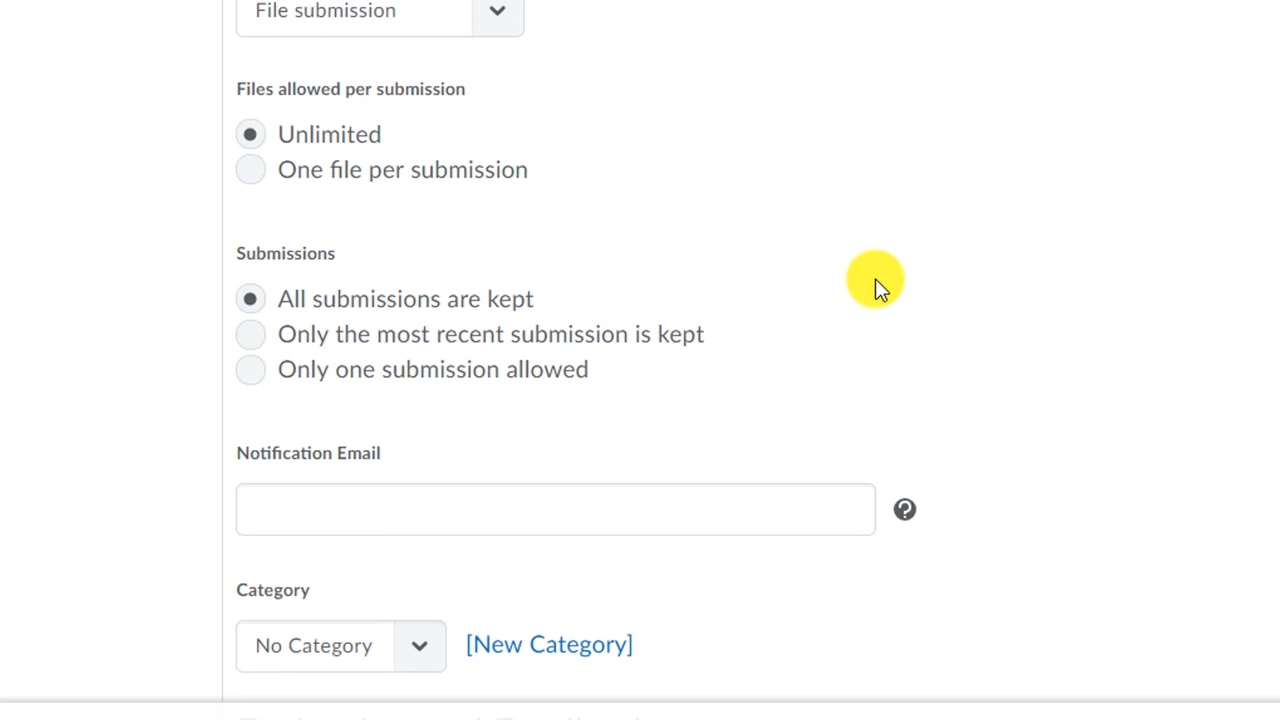 File submission
Files allowed per submission
Unlimited
One file per submission
Submissions
All submissions are kept
Only the most recent submission is kept
Only one submission allowed
Notification Email
Category
No Category [New Category]